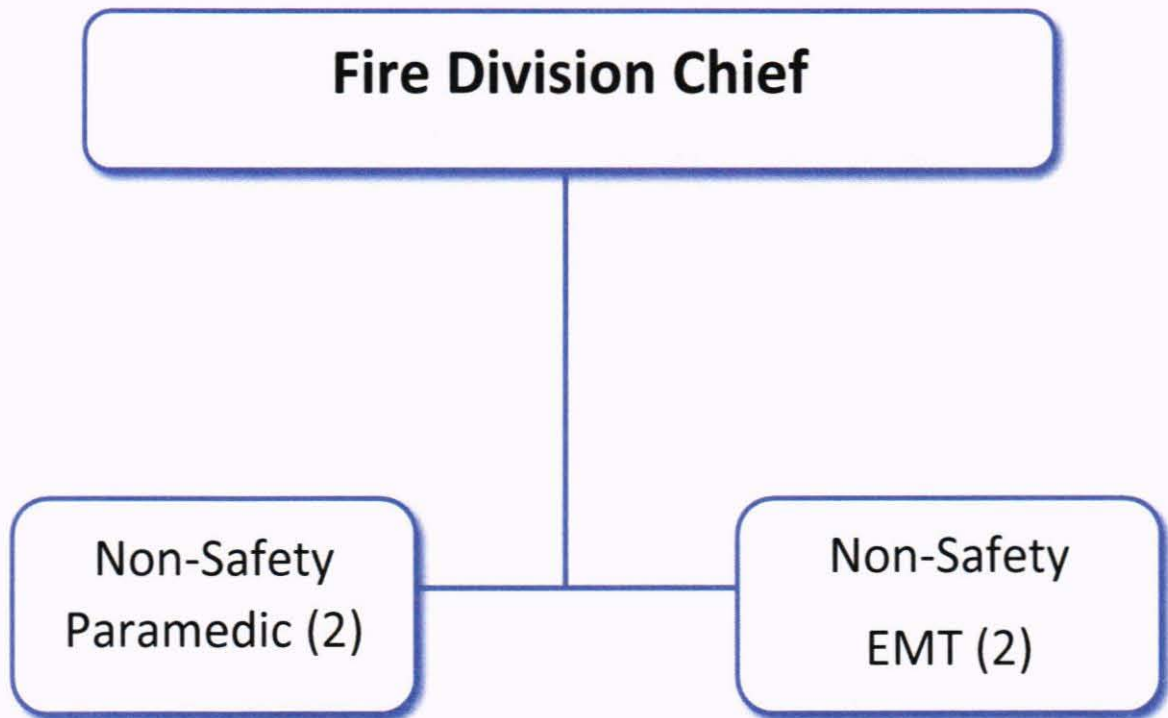 Fire Division Chief
Non-Safety
Paramedic (2)
Non-Safety
EMT (2)